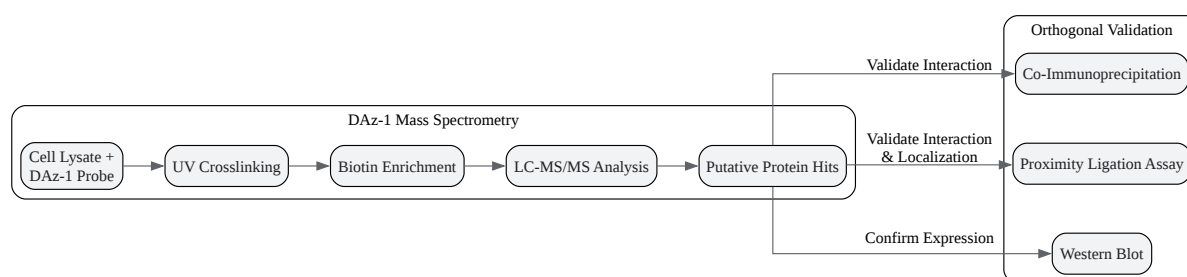 Orthogonal Validation
Validate Interaction
Co-Immunoprecipitation
DAz-1 Mass Spectrometry
Cell Lysate +
DAz-1 Probe
UV Crosslinking
Biotin Enrichment
LC-MS/MS Analysis
Putative Protein Hits
Validate Interaction
& Localization
Proximity Ligation Assay
Confirm Expression
Western Blot